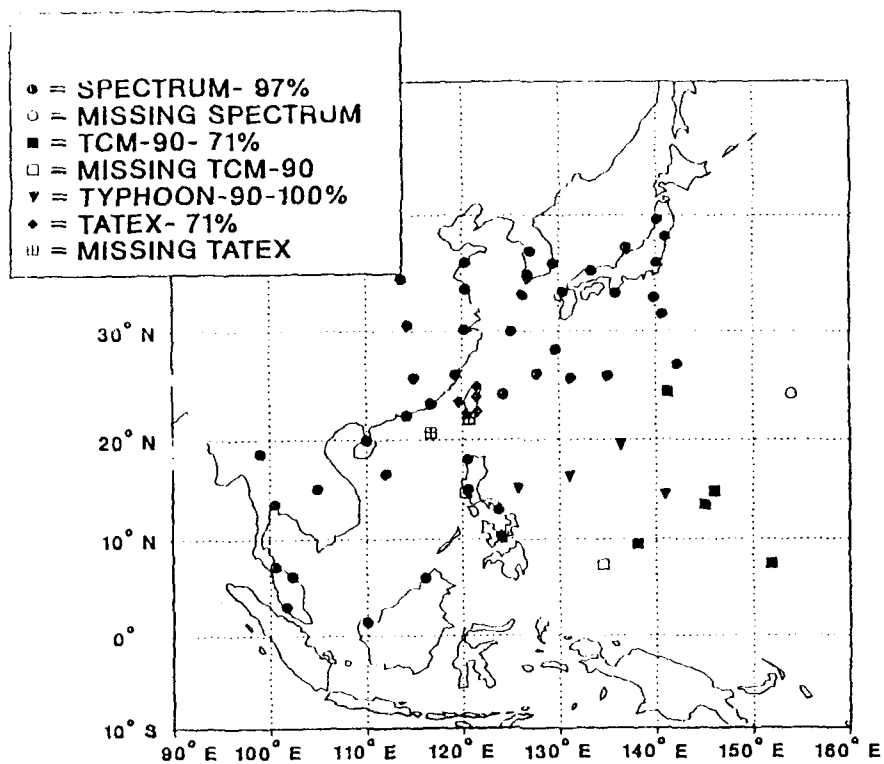 = SPECTRUM- 97%
= MISSING SPECTRUM
= TCM-90- 71%
= MISSING TCM-90
= TYPHOON-90-100%
= TATEX- 71%
= MISSING TATEX
30° N
20° N
10° N
0°
10° S
90° E 100° E 110° E 120° E 130° E 140° E 150° E 160° E